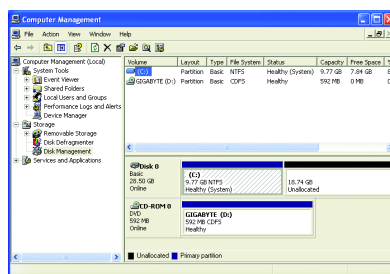 Computer Management
File Action View Window Help
Computer Management (Local)
System Tools
Event Viewer
Shared Folders
Local Users and Groups
Performance Logs and Alerts
Device Manager
Storage
Removable Storage
Disk Defragmenter
Disk Management
Services and Applications
Volume Layout Type File System Status Capacity Free Space
(C:) Partition Basic NTFS Healthy (System) 9.77 GB 7.84 GB
GIGABYTE (D:) Partition Basic CDFS Healthy 592 MB 0 MB
Disk 0
Basic
28.50 GB
Online
(C:)
9.77 GB NTFS
Healthy (System)
18.74 GB
Unallocated
CD-ROM 0
DVD
592 MB
Online
GIGABYTE (D:)
592 MB CDFS
Healthy
Unallocated Primary partition